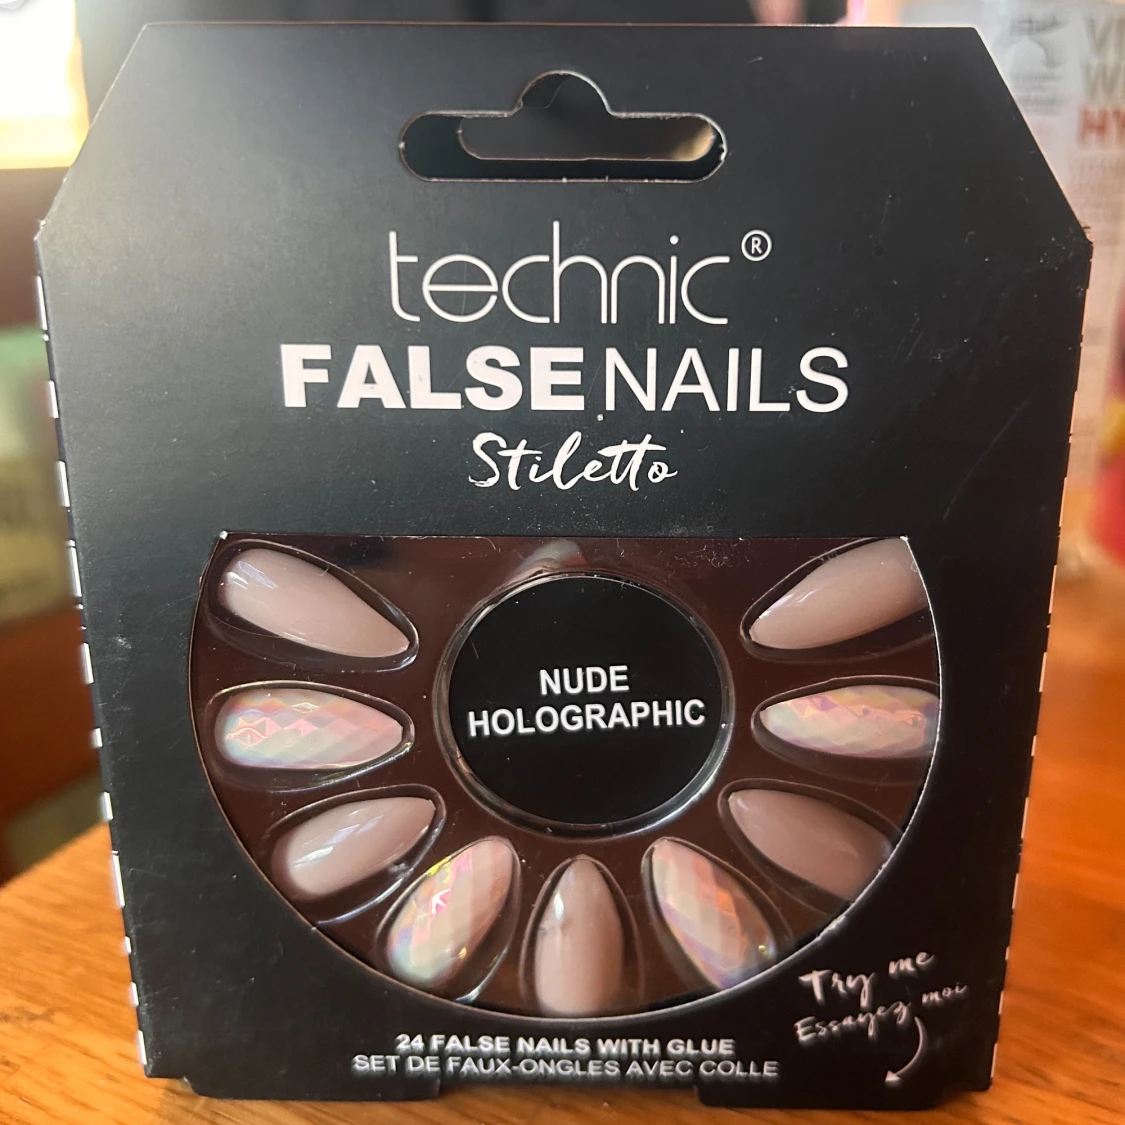 technic®
FALSE NAILS
Stiletto
NUDE
HOLOGRAPHIC
Try me
Essayez moi
24 FALSE NAILS WITH GLUE
SET DE FAUX-ONGLES AVEC COLLE